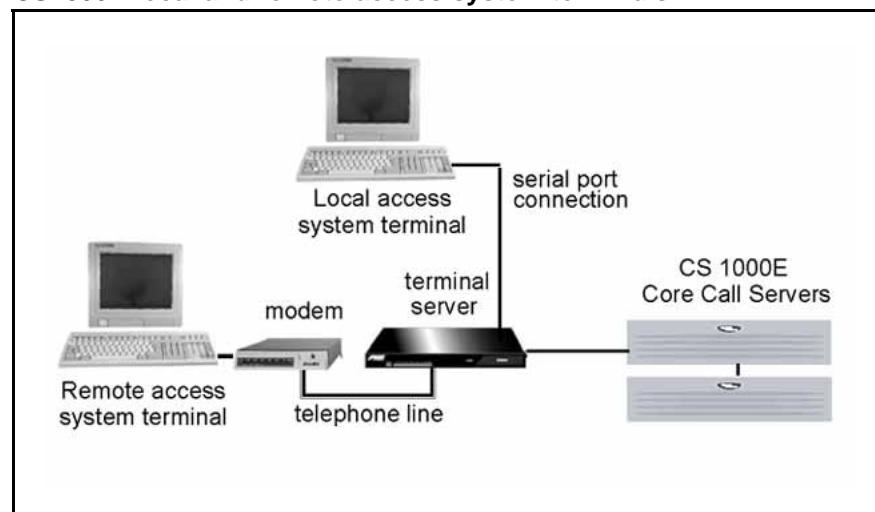 Local access
system terminal
serial port
connection
CS 1000E
Core Call Servers
terminal
server
modem
Remote access
system terminal
telephone line